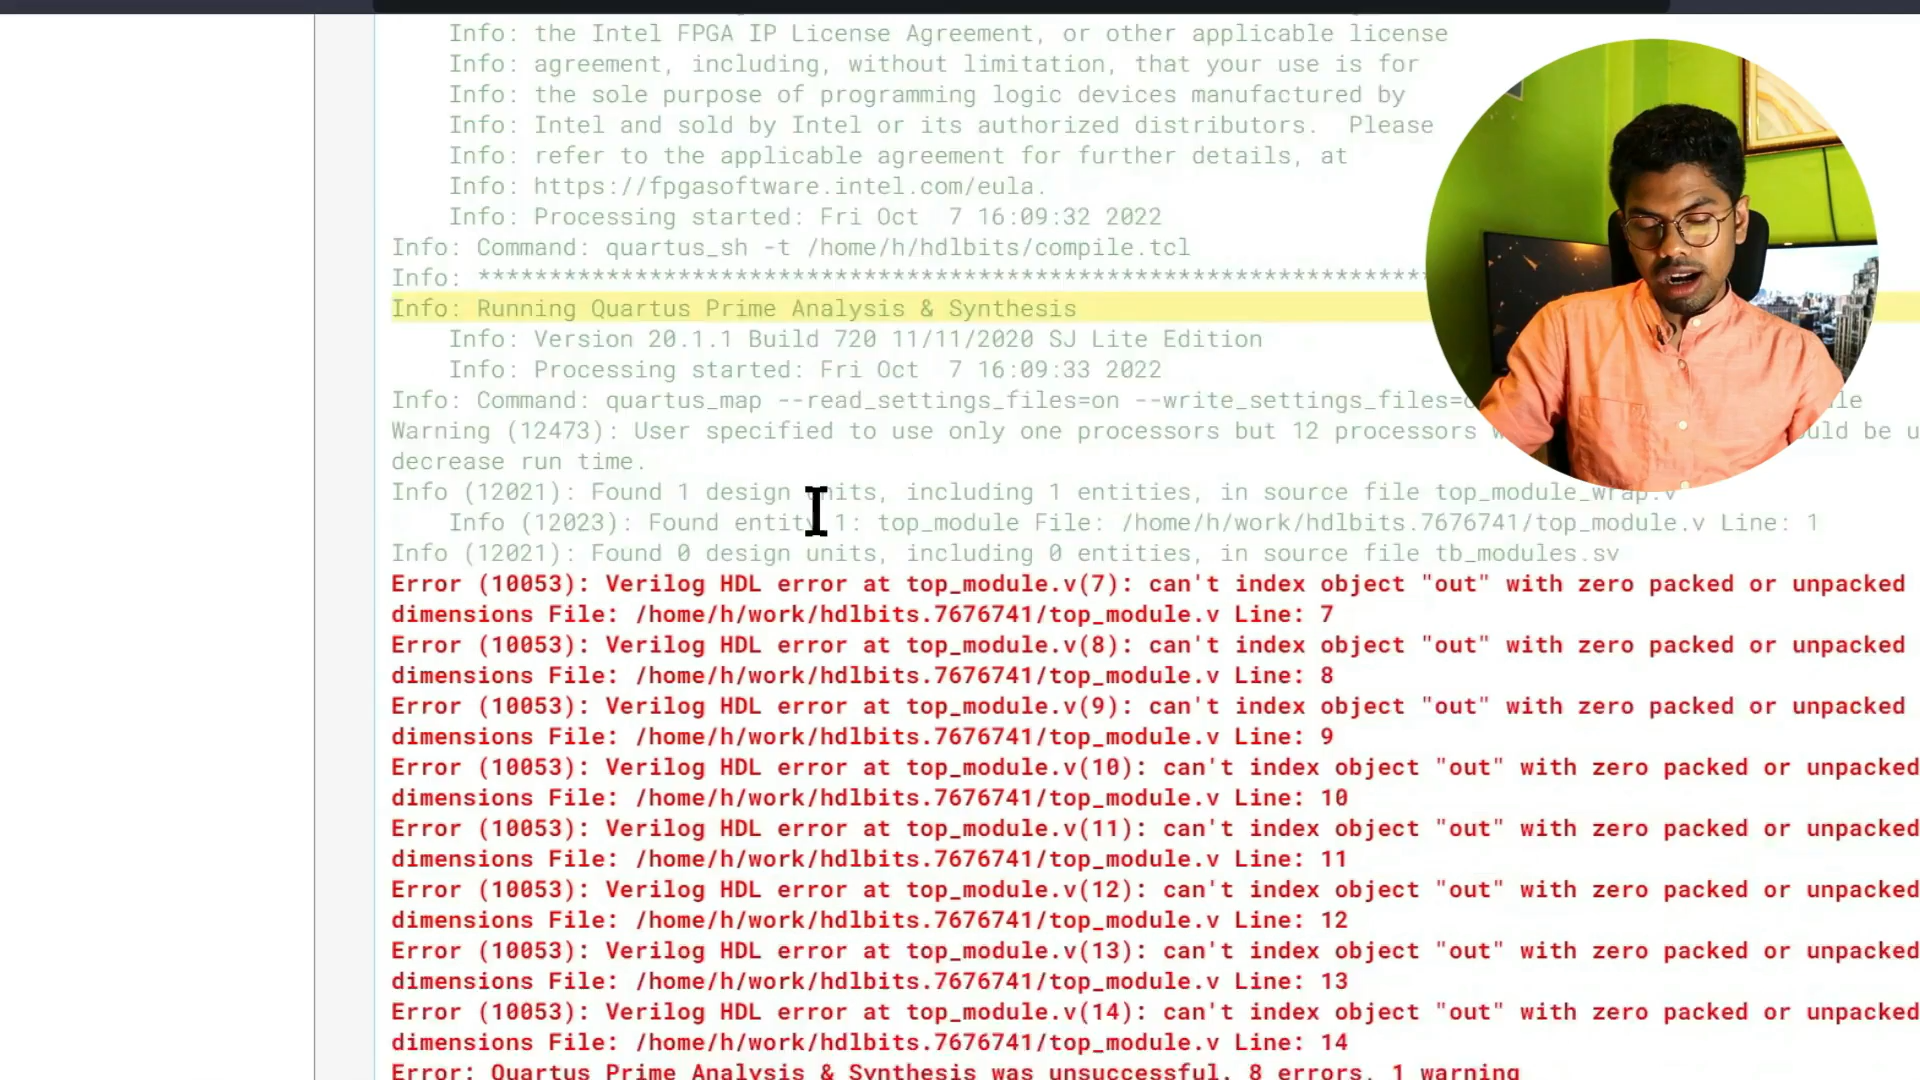 Info: the Intel FPGA IP License Agreement, or other applicable license
Info: agreement, including, without limitation, that your use is for
Info: the sole purpose of programming logic devices manufactured by
Info: Intel and sold by Intel or its authorized distributors.  Please
Info: refer to the applicable agreement for further details, at
Info: https://fpgasoftware.intel.com/eula.
Info: Processing started: Fri Oct  7 16:09:32 2022
Info: Command: quartus_sh -t /home/h/hdlbits/compile.tcl
Info: ******************************************************************
Info: Running Quartus Prime Analysis & Synthesis
Info: Version 20.1.1 Build 720 11/11/2020 SJ Lite Edition
Info: Processing started: Fri Oct  7 16:09:33 2022
Info: Command: quartus_map --read_settings_files=on --write_settings_files=
Warning (12473): User specified to use only one processors but 12 processors
decrease run time.
Info (12021): Found 1 design units, including 1 entities, in source file top_module_wrap.v
Info (12023): Found entity 1: top_module File: /home/h/work/hdlbits.7676741/top_module.v Line: 1
Info (12021): Found 0 design units, including 0 entities, in source file tb_modules.sv
Error (10053): Verilog HDL error at top_module.v(7): can't index object "out" with zero packed or unpacked
dimensions File: /home/h/work/hdlbits.7676741/top_module.v Line: 7
Error (10053): Verilog HDL error at top_module.v(8): can't index object "out" with zero packed or unpacked
dimensions File: /home/h/work/hdlbits.7676741/top_module.v Line: 8
Error (10053): Verilog HDL error at top_module.v(9): can't index object "out" with zero packed or unpacked
dimensions File: /home/h/work/hdlbits.7676741/top_module.v Line: 9
Error (10053): Verilog HDL error at top_module.v(10): can't index object "out" with zero packed or unpacked
dimensions File: /home/h/work/hdlbits.7676741/top_module.v Line: 10
Error (10053): Verilog HDL error at top_module.v(11): can't index object "out" with zero packed or unpacked
dimensions File: /home/h/work/hdlbits.7676741/top_module.v Line: 11
Error (10053): Verilog HDL error at top_module.v(12): can't index object "out" with zero packed or unpacked
dimensions File: /home/h/work/hdlbits.7676741/top_module.v Line: 12
Error (10053): Verilog HDL error at top_module.v(13): can't index object "out" with zero packed or unpacked
dimensions File: /home/h/work/hdlbits.7676741/top_module.v Line: 13
Error (10053): Verilog HDL error at top_module.v(14): can't index object "out" with zero packed or unpacked
dimensions File: /home/h/work/hdlbits.7676741/top_module.v Line: 14
Error: Quartus Prime Analysis & Synthesis was unsuccessful. 8 errors, 1 warning